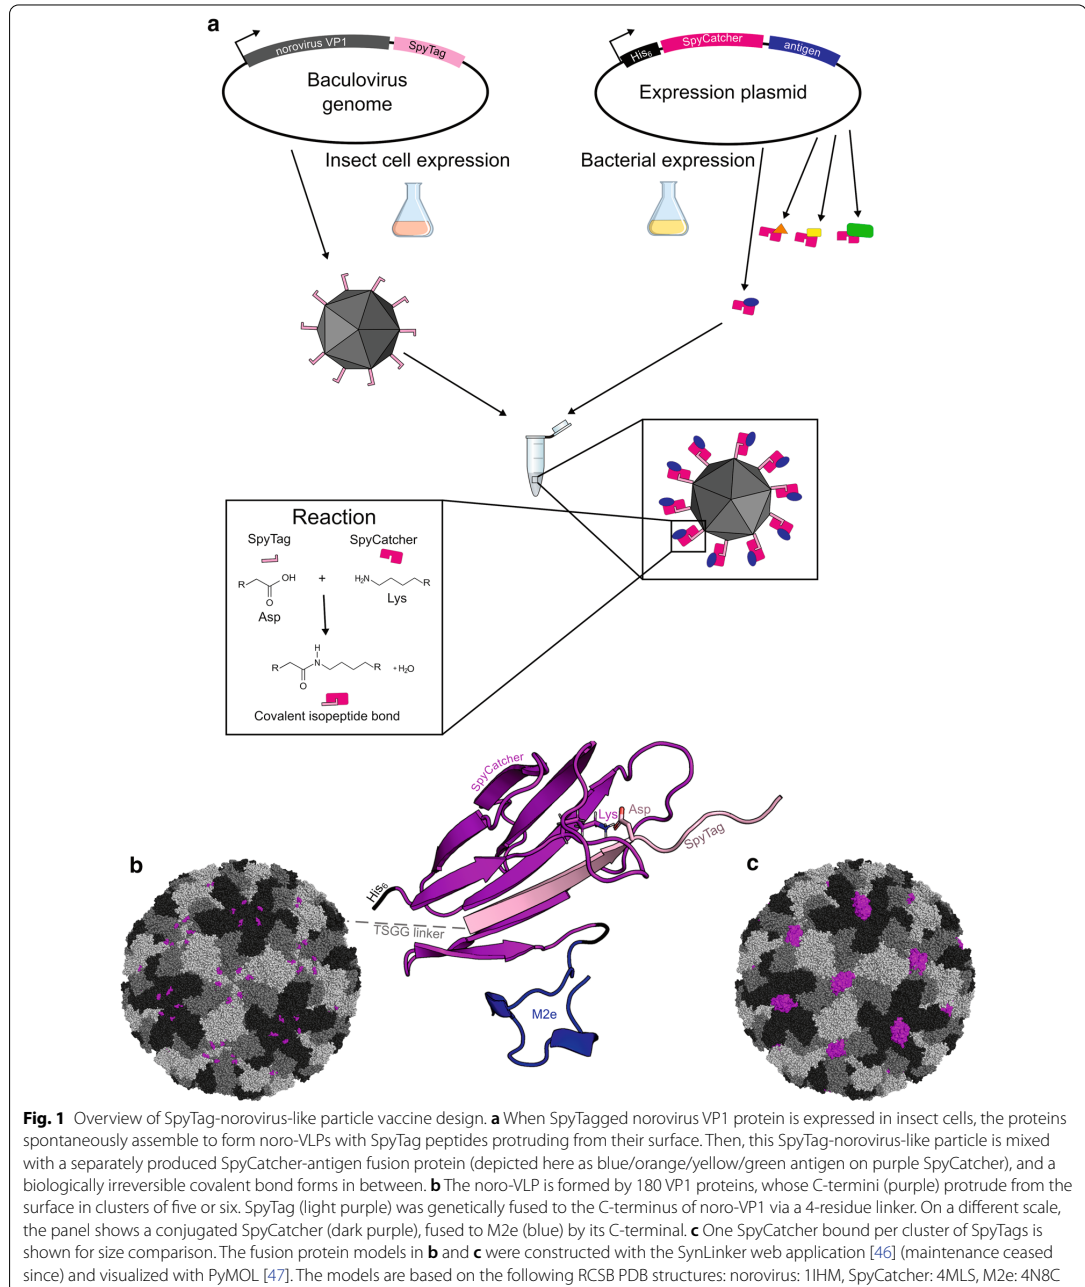 a
norovirus VP1
SpyTag
Baculovirus
genome
His6
SpyCatcher
antigen
Expression plasmid
Insect cell expression
Bacterial expression
Reaction
SpyTag
SpyCatcher
R
OH
O
+
H₂N
R
Asp
Lys
H
R
N
R
+H₂O
O
Covalent isopeptide bond
SpyCatcher
Lys
Asp
SpyTag
b
c
His6
TSGG linker
M2e
Fig. 1 Overview of SpyTag-norovirus-like particle vaccine design. a When SpyTagged norovirus VP1 protein is expressed in insect cells, the proteins
spontaneously assemble to form noro-VLPs with SpyTag peptides protruding from their surface. Then, this SpyTag-norovirus-like particle is mixed
with a separately produced SpyCatcher-antigen fusion protein (depicted here as blue/orange/yellow/green antigen on purple SpyCatcher), and a
biologically irreversible covalent bond forms in between. b The noro-VLP is formed by 180 VP1 proteins, whose C-termini (purple) protrude from the
surface in clusters of five or six. SpyTag (light purple) was genetically fused to the C-terminus of noro-VP1 via a 4-residue linker. On a different scale,
the panel shows a conjugated SpyCatcher (dark purple), fused to M2e (blue) by its C-terminal. c One SpyCatcher bound per cluster of SpyTags is
shown for size comparison. The fusion protein models in b and c were constructed with the SynLinker web application [46] (maintenance ceased
since) and visualized with PyMOL [47]. The models are based on the following RCSB PDB structures: norovirus: 1IHM, SpyCatcher: 4MLS, M2e: 4N8C